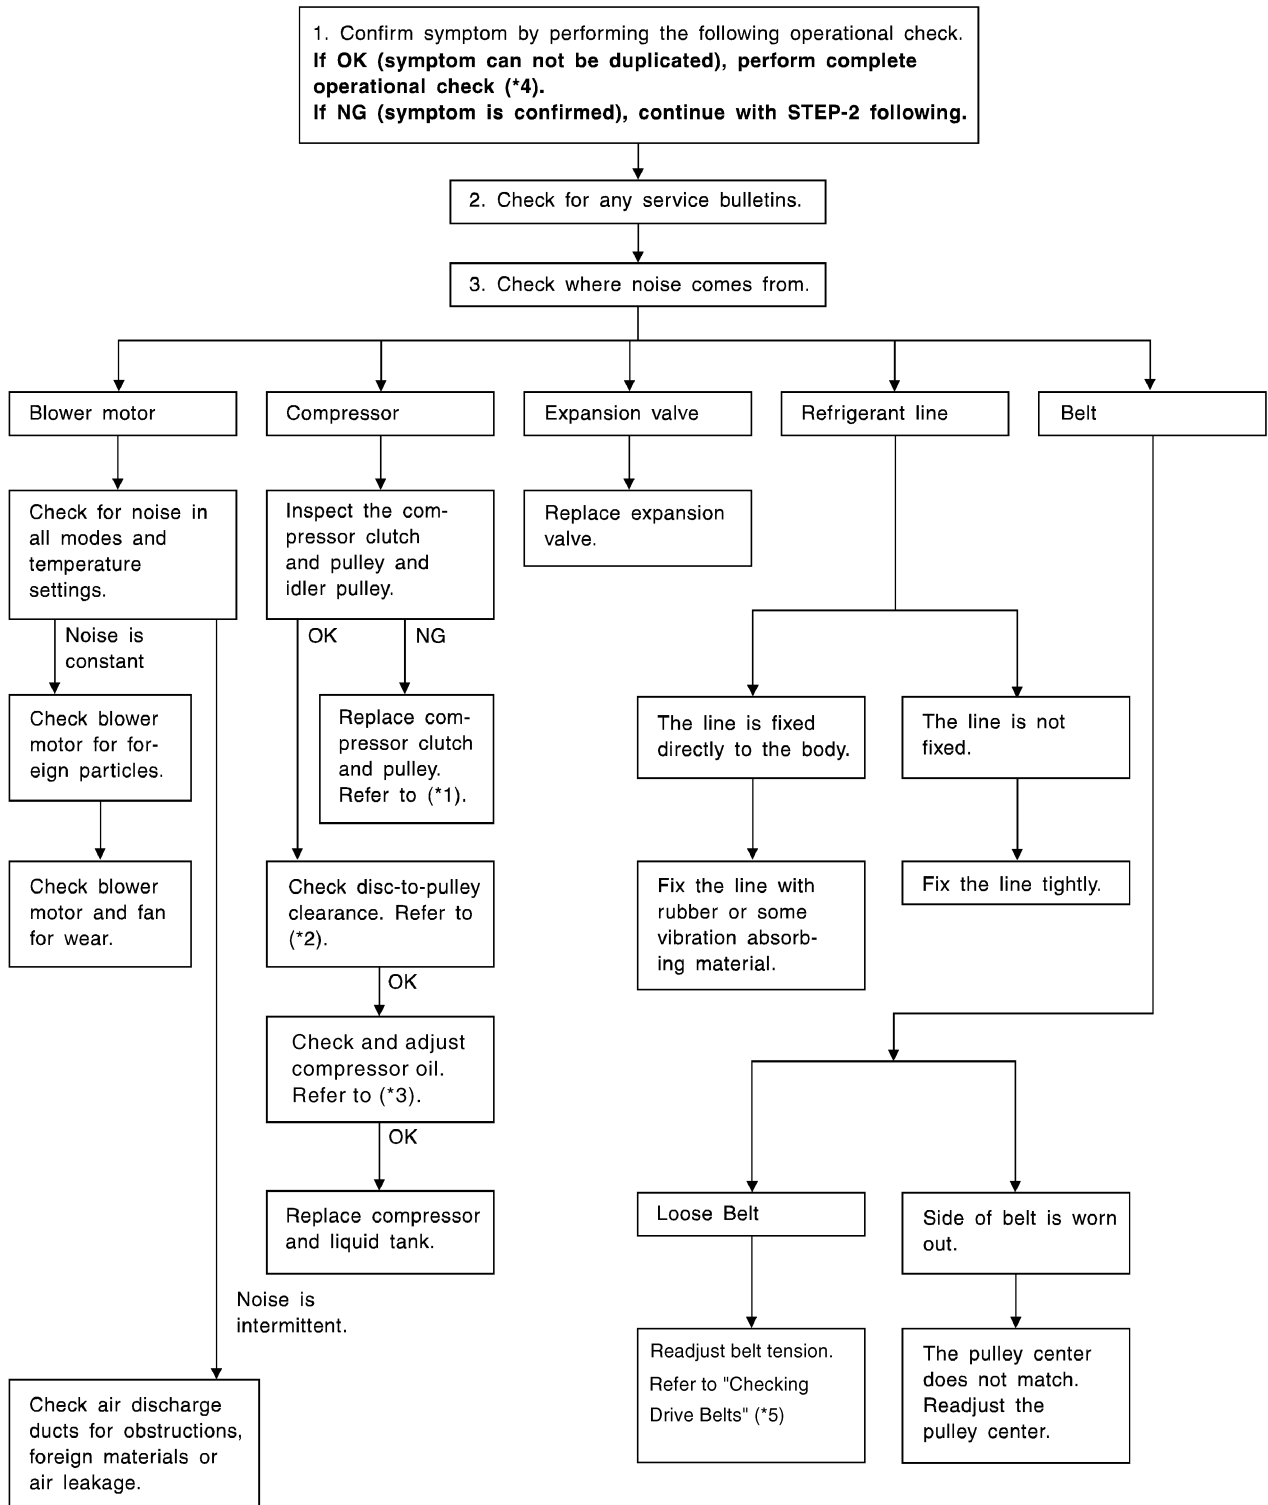 1. Confirm symptom by performing the following operational check.
If OK (symptom can not be duplicated), perform complete
operational check (*4).
If NG (symptom is confirmed), continue with STEP-2 following.
2. Check for any service bulletins.
3. Check where noise comes from.
Blower motor
Compressor
Expansion valve
Refrigerant line
Belt
Check for noise in
all modes and
temperature
settings.
Inspect the com-
pressor clutch
and pulley and
idler pulley.
Replace expansion
valve.
Noise is
constant
OK
NG
Check blower
motor for for-
eign particles.
Replace com-
pressor clutch
and pulley.
Refer to (*1).
The line is fixed
directly to the body.
The line is not
fixed.
Check blower
motor and fan
for wear.
Check disc-to-pulley
clearance. Refer to
(*2).
Fix the line with
rubber or some
vibration absorb-
ing material.
Fix the line tightly.
OK
Check and adjust
compressor oil.
Refer to (*3).
OK
Replace compressor
and liquid tank.
Loose Belt
Side of belt is worn
out.
Noise is
intermittent.
Readjust belt tension.
Refer to "Checking
Drive Belts" (*5)
The pulley center
does not match.
Readjust the
pulley center.
Check air discharge
ducts for obstructions,
foreign materials or
air leakage.